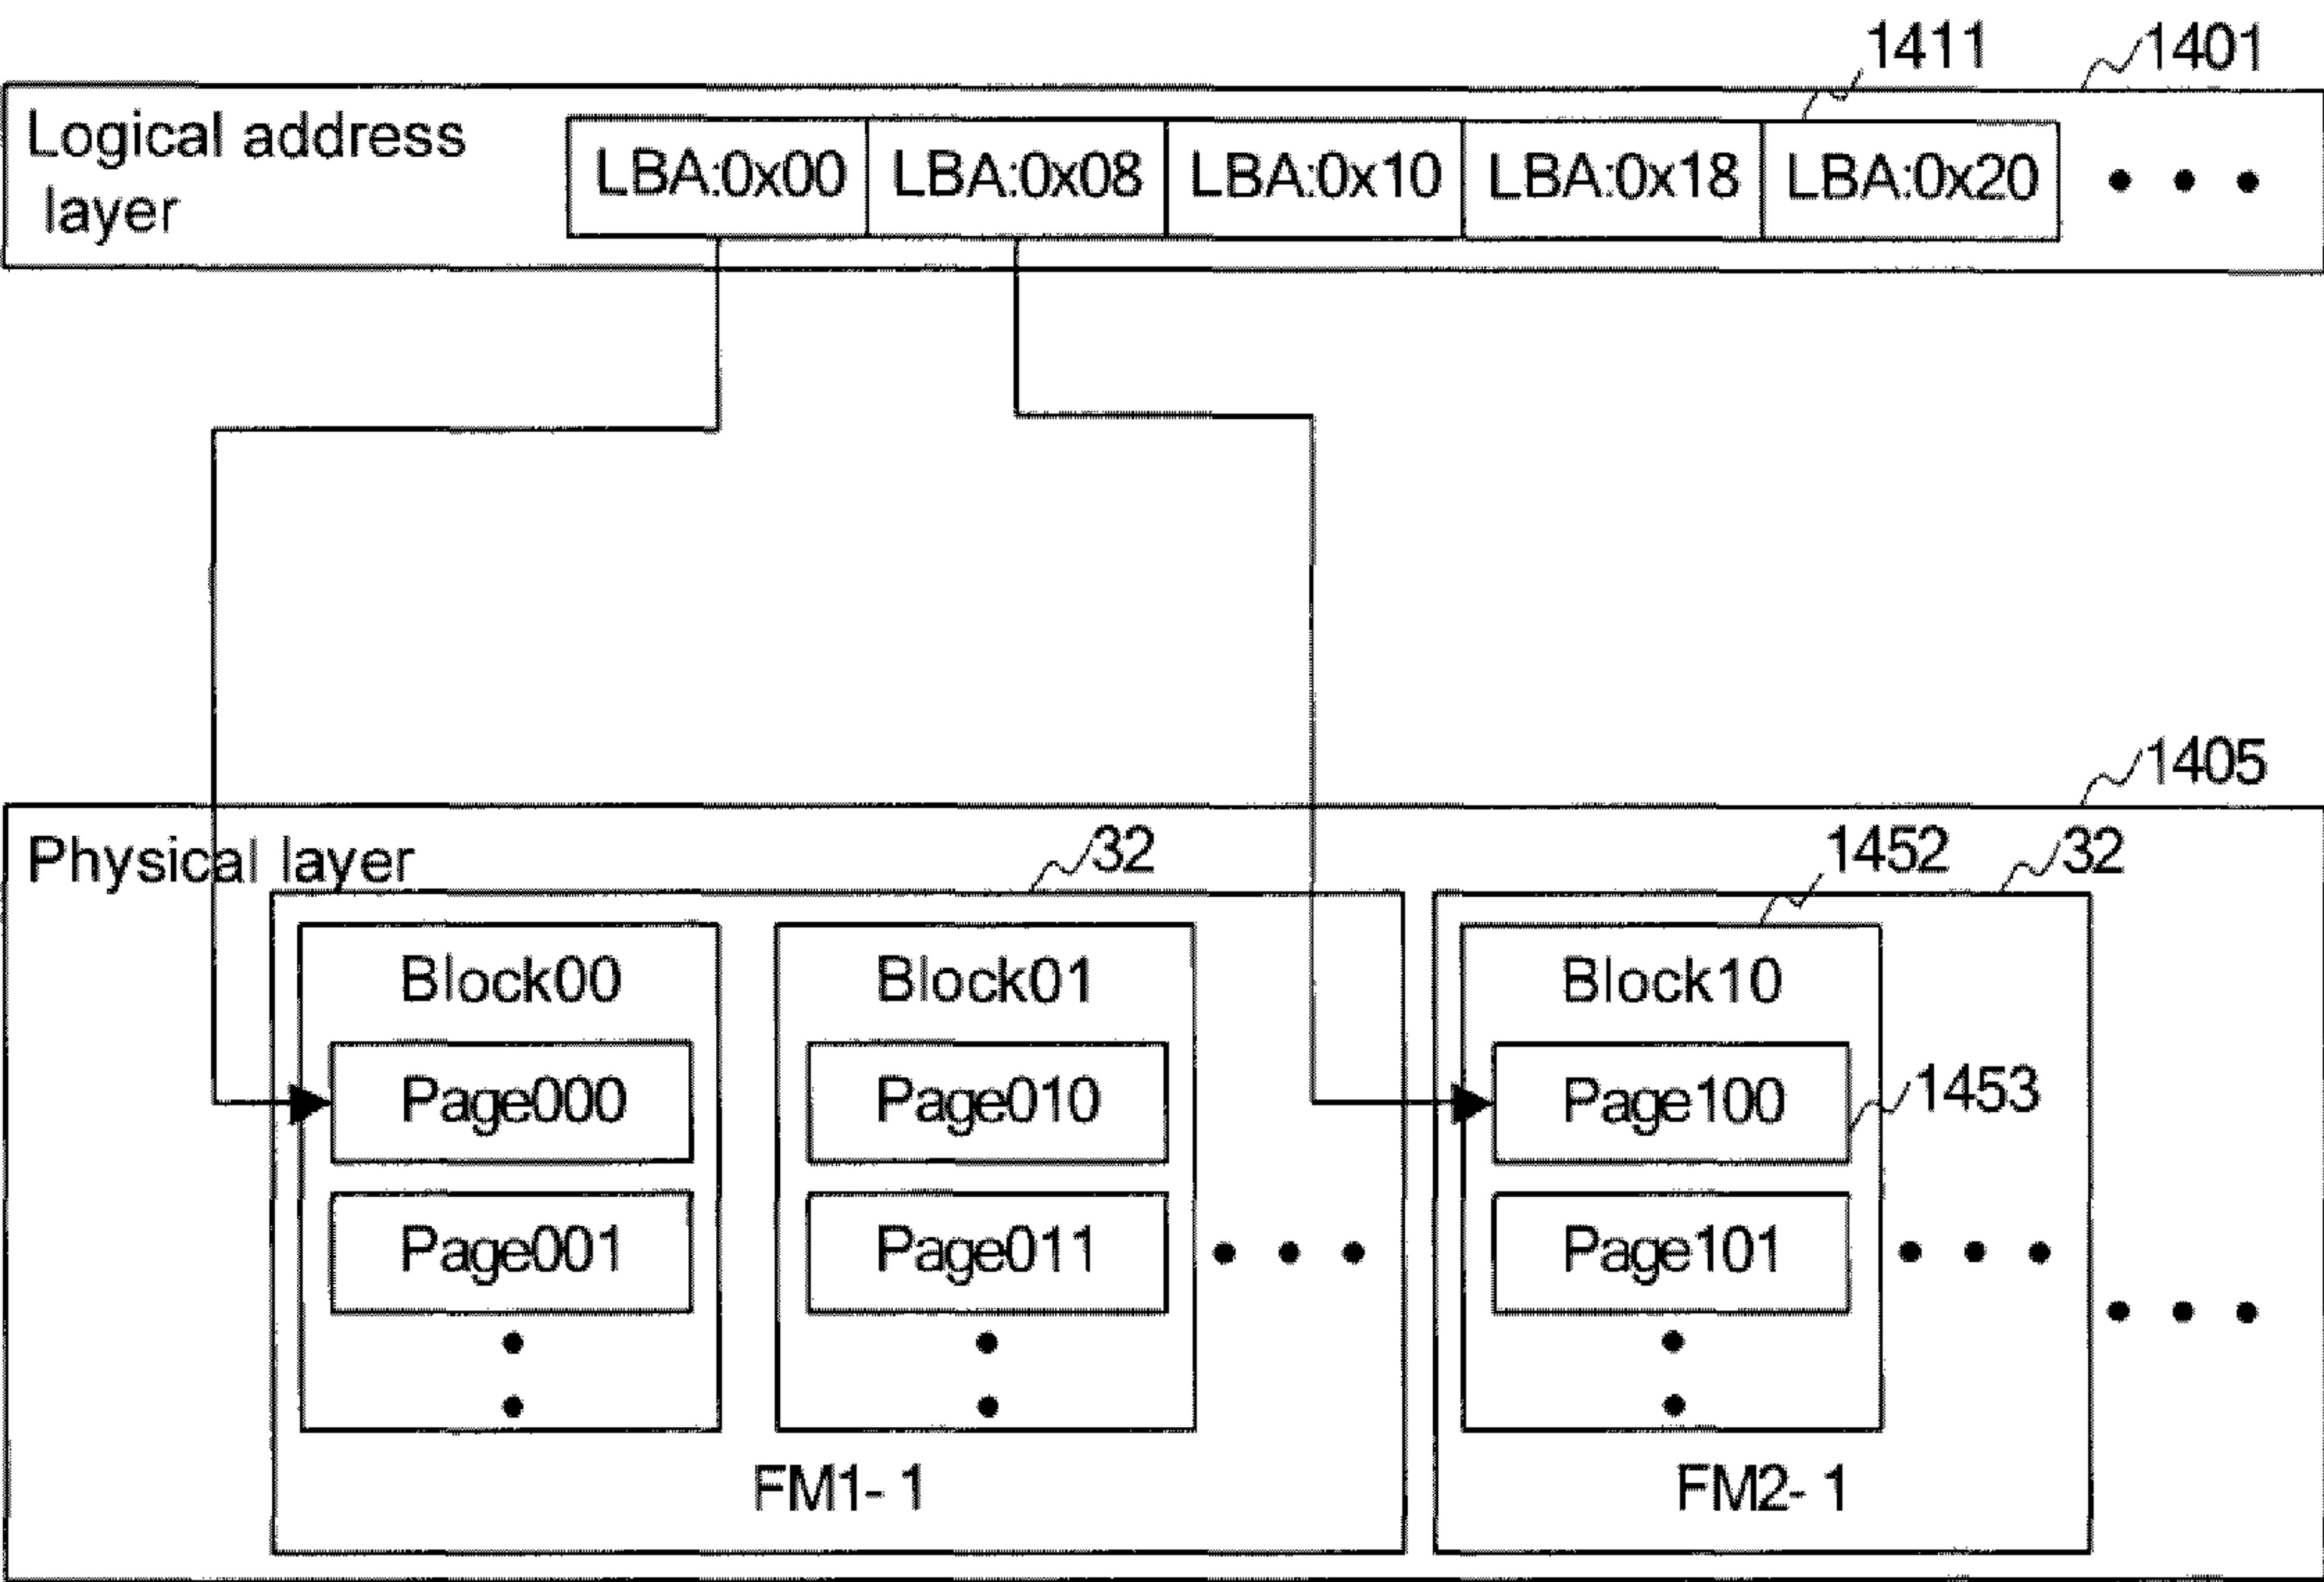 1411
1401
Logical address
layer
LBA:0x00
LBA:0x08
LBA:0x10
LBA:0x18
LBA:0x20
1405
Physical layer
32
1452
32
Block00
Block01
Block10
Page000
Page010
Page100
1453
Page001
Page011
Page101
FM1-1
FM2-1